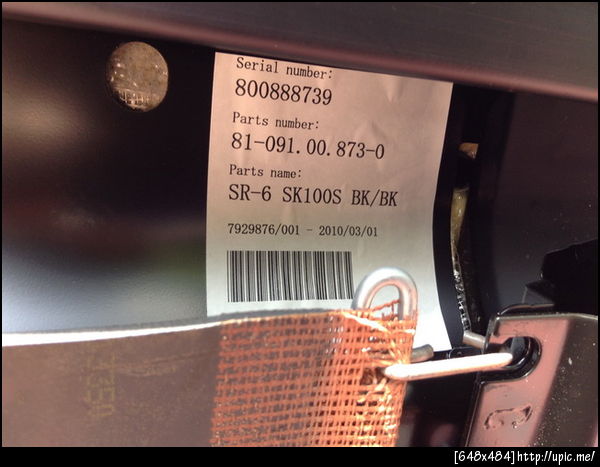 Serial number:
800888739
Parts number:
81-091.00.873-0
Parts name:
SR-6 SK100S BK/BK
7929876/001 - 2010/03/01
[648x484]http://upic.me/